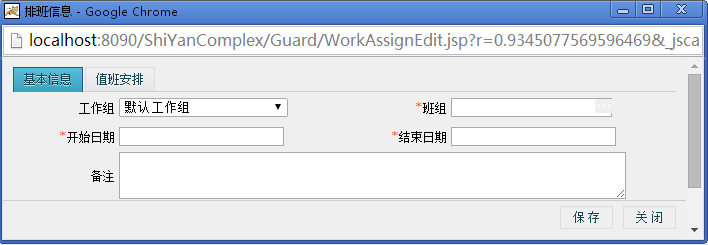 排班信息 - Google Chrome
localhost:8090/ShiYanComplex/Guard/WorkAssignEdit.jsp?r=0.9345077569596469&_jsca
基本信息 值班安排
工作组 默认工作组 *班组 ...
*开始日期 *结束日期
备注
保存 关闭